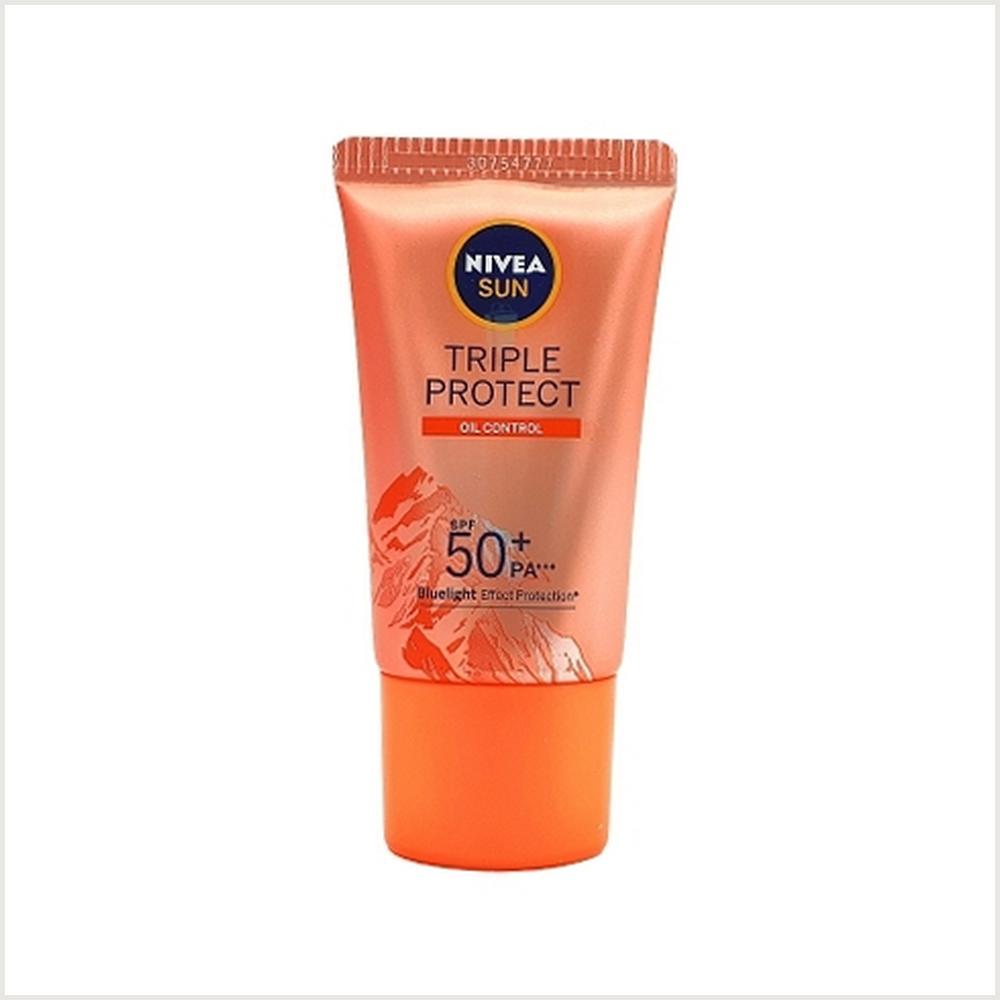 30754777
NIVEA
SUN
TRIPLE
PROTECT
OIL CONTROL
SPF
50+
PA+++
Bluelight Effect Protection*